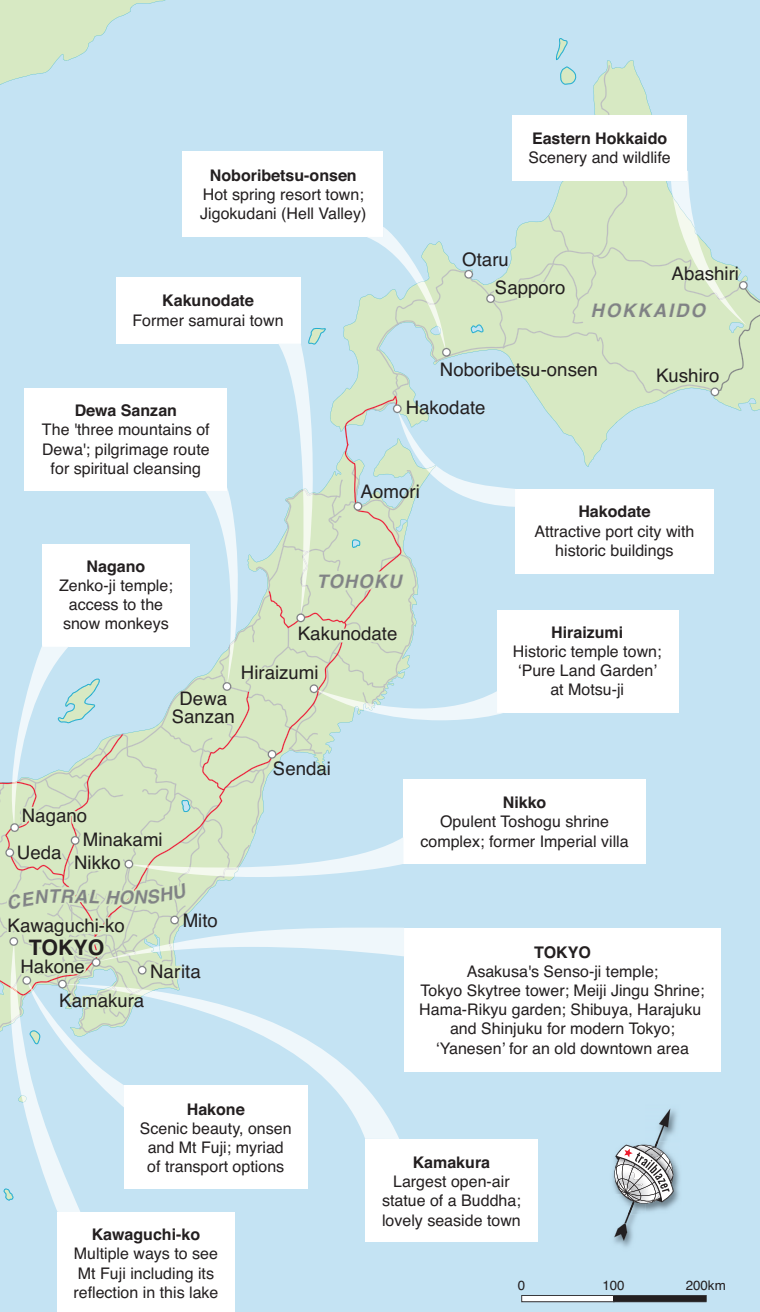 Eastern Hokkaido
Scenery and wildlife
Noboribetsu-onsen
Hot spring resort town;
Jigokudani (Hell Valley)
Otaru
Sapporo
Abashiri
HOKKAIDO
Kakunodate
Former samurai town
Noboribetsu-onsen
Kushiro
Hakodate
Dewa Sanzan
The 'three mountains of
Dewa'; pilgrimage route
for spiritual cleansing
Aomori
Hakodate
Attractive port city with
historic buildings
Nagano
Zenko-ji temple;
access to the
snow monkeys
TOHOKU
Kakunodate
Hiraizumi
Historic temple town;
‘Pure Land Garden’
at Motsu-ji
Hiraizumi
Dewa
Sanzan
Sendai
Nikko
Opulent Toshogu shrine
complex; former Imperial villa
Nagano
Minakami
Ueda
Nikko
CENTRAL HONSHU
Mito
Kawaguchi-ko
TOKYO
Hakone
Narita
Kamakura
TOKYO
Asakusa's Senso-ji temple;
Tokyo Skytree tower; Meiji Jingu Shrine;
Hama-Rikyu garden; Shibuya, Harajuku
and Shinjuku for modern Tokyo;
‘Yanesen’ for an old downtown area
Hakone
Scenic beauty, onsen
and Mt Fuji; myriad
of transport options
Kamakura
Largest open-air
statue of a Buddha;
lovely seaside town
trailblazer
Kawaguchi-ko
Multiple ways to see
Mt Fuji including its
reflection in this lake
0 100 200km